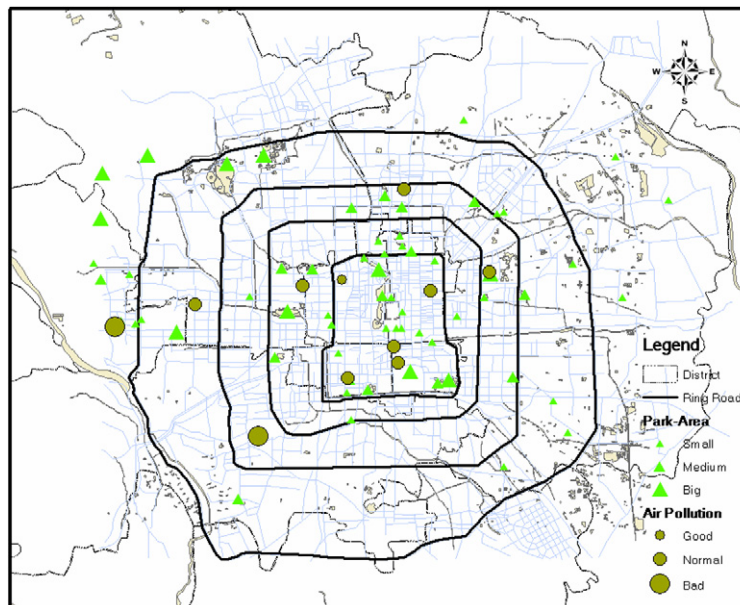 N
W E
S
Legend
District
Ring Road
Park-Area
Small
Medium
Big
Air Pollution
Good
Normal
Bad